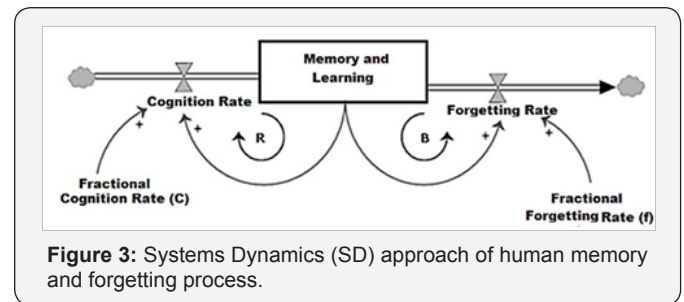 Memory and
Learning
Cognition Rate
Forgetting Rate
+
+
R
B
+
+
Fractional
Cognition Rate (C)
Fractional
Forgetting Rate (f)
Figure 3: Systems Dynamics (SD) approach of human memory
and forgetting process.